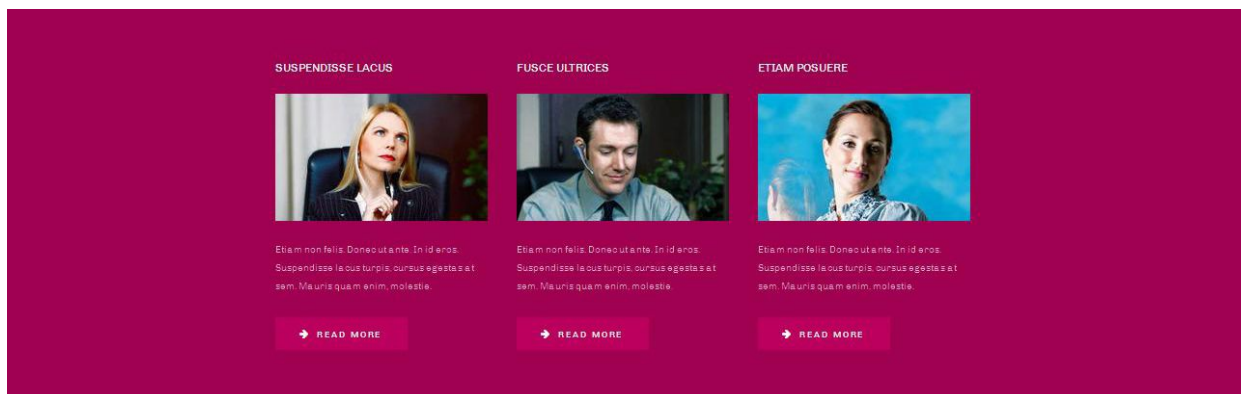 SUSPENDISSE LACUS
Etiam non felis. Donec ut ante. In id eros.
Suspendisse lacus turpis, cursus egestas at
sem. Mauris quam enim, molestie.
READ MORE
FUSCE ULTRICES
Etiam non felis. Donec ut ante. In id eros.
Suspendisse lacus turpis, cursus egestas at
sem. Mauris quam enim, molestie.
READ MORE
ETIAM POSUERE
Etiam non felis. Donec ut ante. In id eros.
Suspendisse lacus turpis, cursus egestas at
sem. Mauris quam enim, molestie.
READ MORE